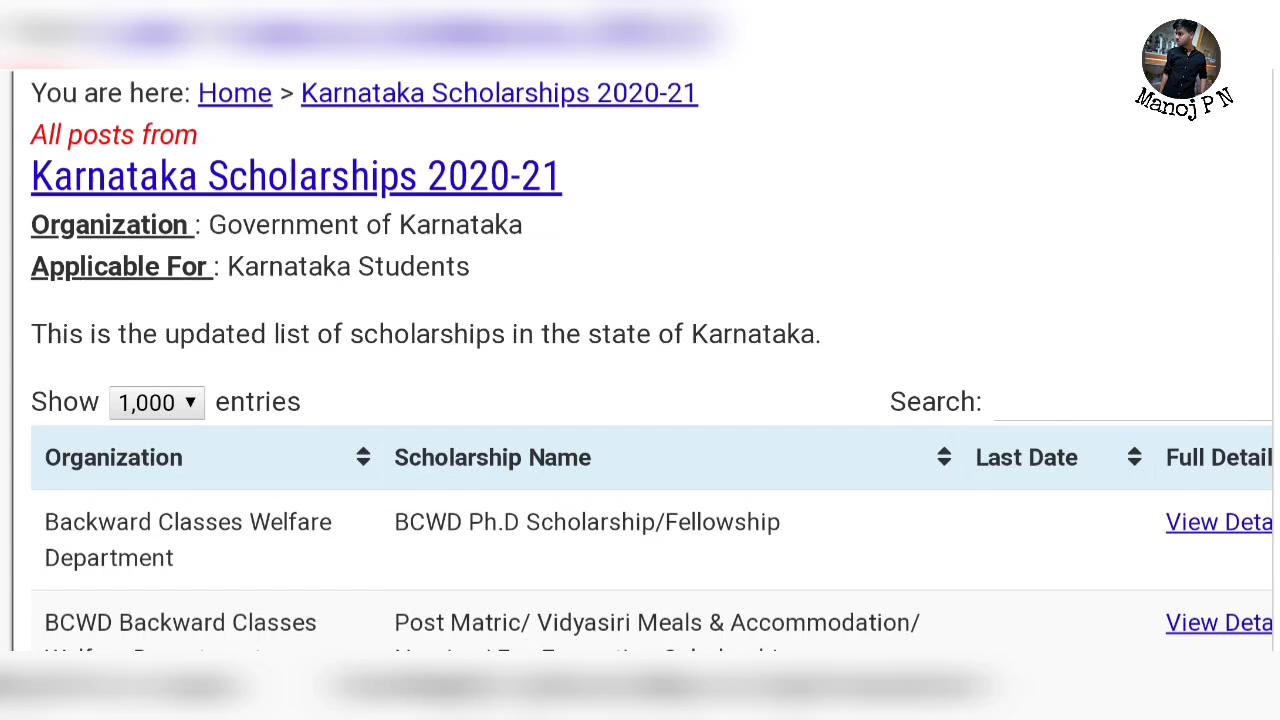 Manoj P N
You are here: Home > Karnataka Scholarships 2020-21
All posts from
Karnataka Scholarships 2020-21
Organization : Government of Karnataka
Applicable For : Karnataka Students
This is the updated list of scholarships in the state of Karnataka.
Show 1,000 ▼ entries Search:
Organization Scholarship Name Last Date Full Detail
Backward Classes Welfare BCWD Ph.D Scholarship/Fellowship View Deta
Department
BCWD Backward Classes Post Matric/ Vidyasiri Meals & Accommodation/ View Deta